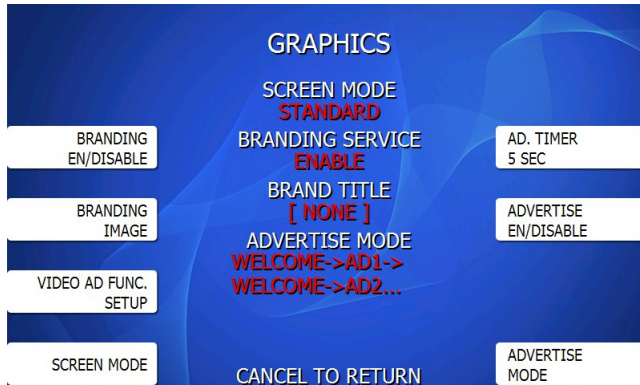 GRAPHICS
SCREEN MODE
STANDARD
BRANDING SERVICE
ENABLE
BRAND TITLE
[ NONE ]
ADVERTISE MODE
WELCOME->AD1->
WELCOME->AD2...
CANCEL TO RETURN
BRANDING
EN/DISABLE
BRANDING
IMAGE
VIDEO AD FUNC.
SETUP
SCREEN MODE
AD. TIMER
5 SEC
ADVERTISE
EN/DISABLE
ADVERTISE
MODE